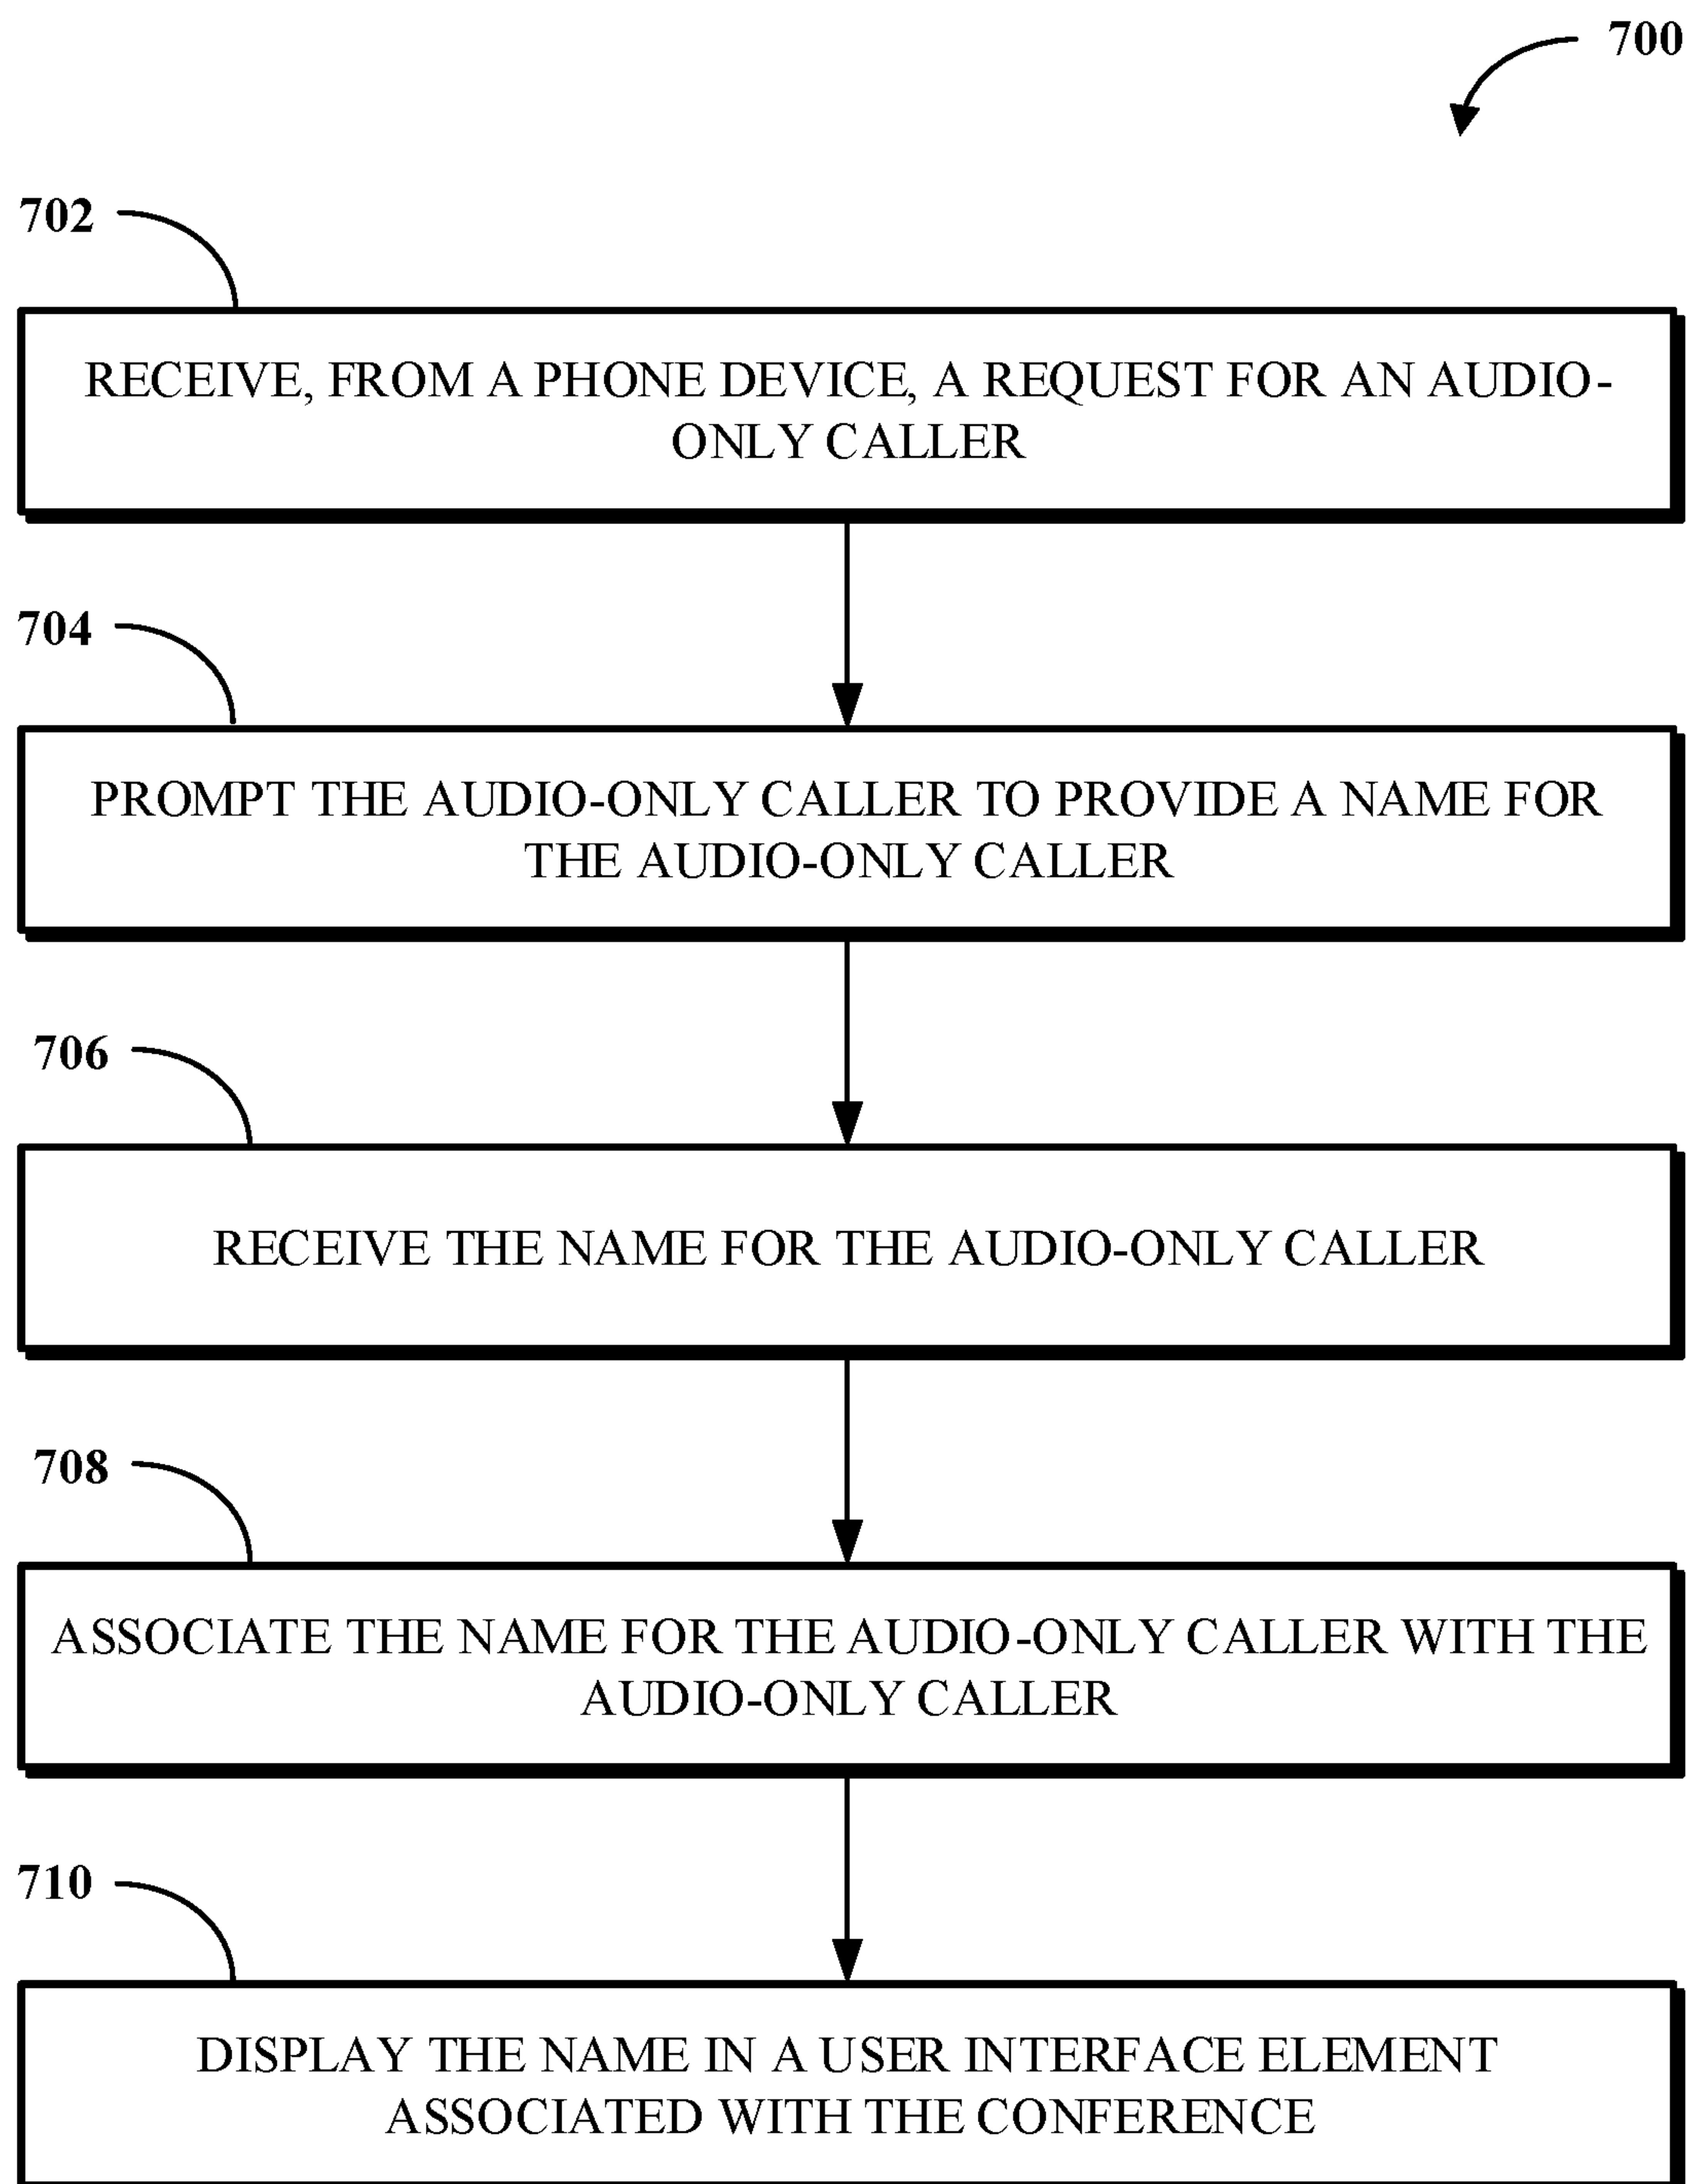 700
702
RECEIVE, FROM A PHONE DEVICE, A REQUEST FOR AN AUDIO-
ONLY CALLER
704
PROMPT THE AUDIO-ONLY CALLER TO PROVIDE A NAME FOR
THE AUDIO-ONLY CALLER
706
RECEIVE THE NAME FOR THE AUDIO-ONLY CALLER
708
ASSOCIATE THE NAME FOR THE AUDIO-ONLY CALLER WITH THE
AUDIO-ONLY CALLER
710
DISPLAY THE NAME IN A USER INTERFACE ELEMENT
ASSOCIATED WITH THE CONFERENCE